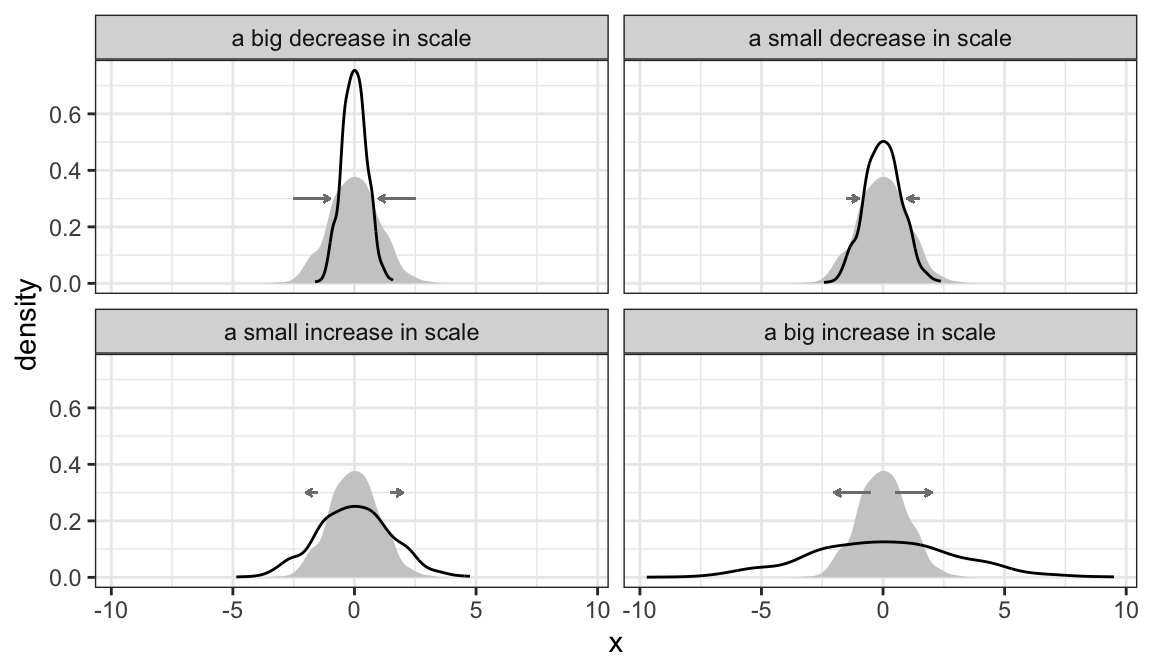 a big decrease in scale
a small decrease in scale
0.6
0.4
0.2
0.0
density
a small increase in scale
a big increase in scale
0.6
0.4
0.2
0.0
-10 -5 0 5 10 -10 -5 0 5 10
x